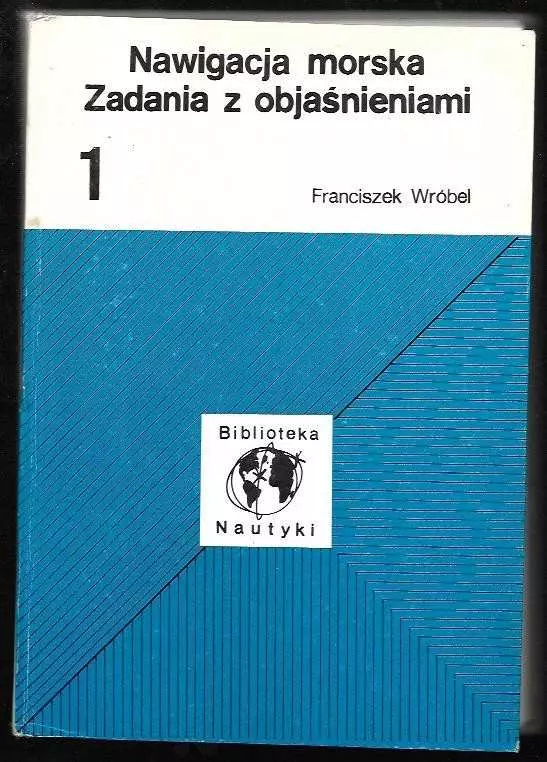 Nawigacja morska
Zadania z objaśnieniami
1
Franciszek Wróbel
Biblioteka
Nautyki